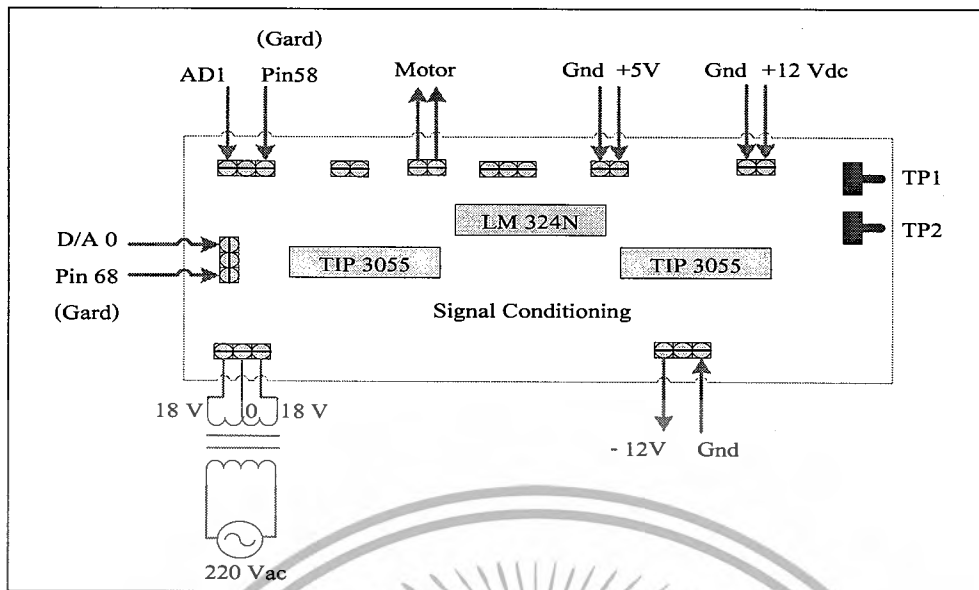 (Gard)
AD1 Pin58 Motor Gnd +5V Gnd +12 Vdc
TP1
LM 324N
TP2
D/A 0
TIP 3055 TIP 3055
Pin 68
(Gard)
Signal Conditioning
18 V 0 18 V
- 12V Gnd
220 Vac